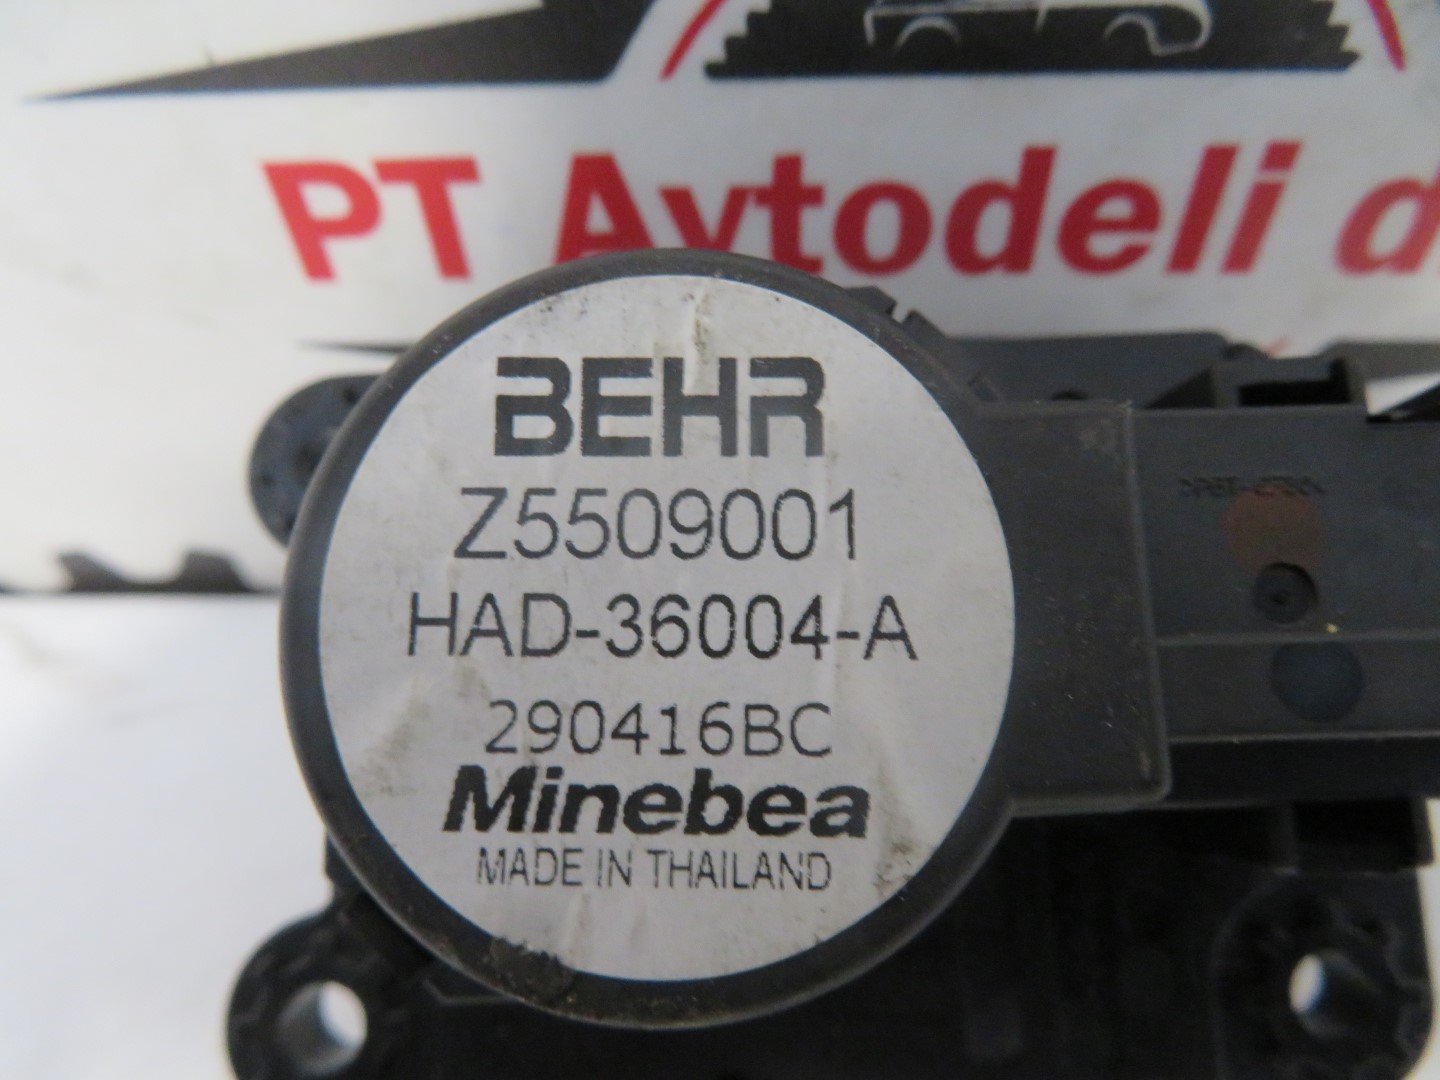 PT Avtodeli d
BEHR
Z5509001
HAD-36004-A
290416BC
Minebea
MADE IN THAILAND